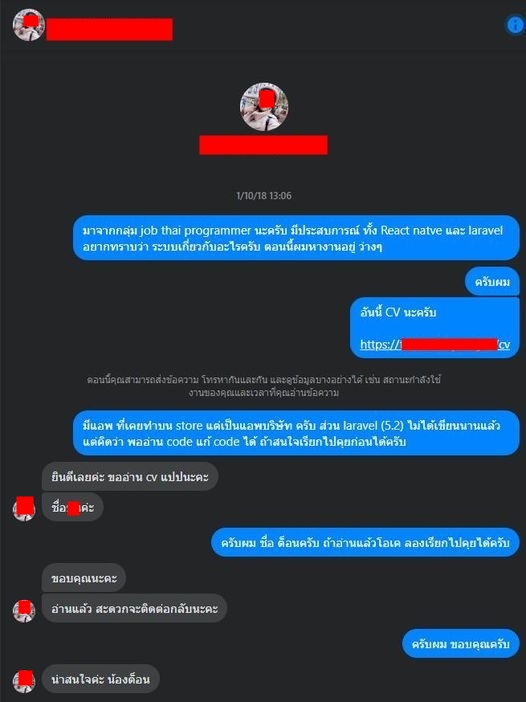 1/10/18 13:06
มาจากกลุ่ม job thai programmer นะครับ มีประสบการณ์ ทั้ง React natve และ laravel
อยากทราบว่า ระบบเกี่ยวกับอะไรครับ ตอนนี้ผมหางานอยู่ ว่างๆ
ครับผม
อันนี้ CV นะครับ
https:// /cv
ตอนนี้คุณสามารถส่งข้อความ โทรหากันและกัน และดูข้อมูลบางอย่างได้ เช่น สถานะกำลังใช้
งานของคุณและเวลาที่คุณอ่านข้อความ
มีแอพ ที่เคยทำบน store แต่เป็นแอพบริษัท ครับ ส่วน laravel (5.2) ไม่ได้เขียนนานแล้ว
แต่คิดว่า พออ่าน code แก้ code ได้ ถ้าสนใจเรียกไปคุยก่อนได้ครับ
ยินดีเลยค่ะ ขออ่าน cv แปปนะคะ
ชื่อ ค่ะ
ครับผม ชื่อ ต็อนครับ ถ้าอ่านแล้วโอเค ลองเรียกไปคุยได้ครับ
ขอบคุณนะคะ
อ่านแล้ว สะดวกจะติดต่อกลับนะคะ
ครับผม ขอบคุณครับ
น่าสนใจค่ะ น้องต็อน